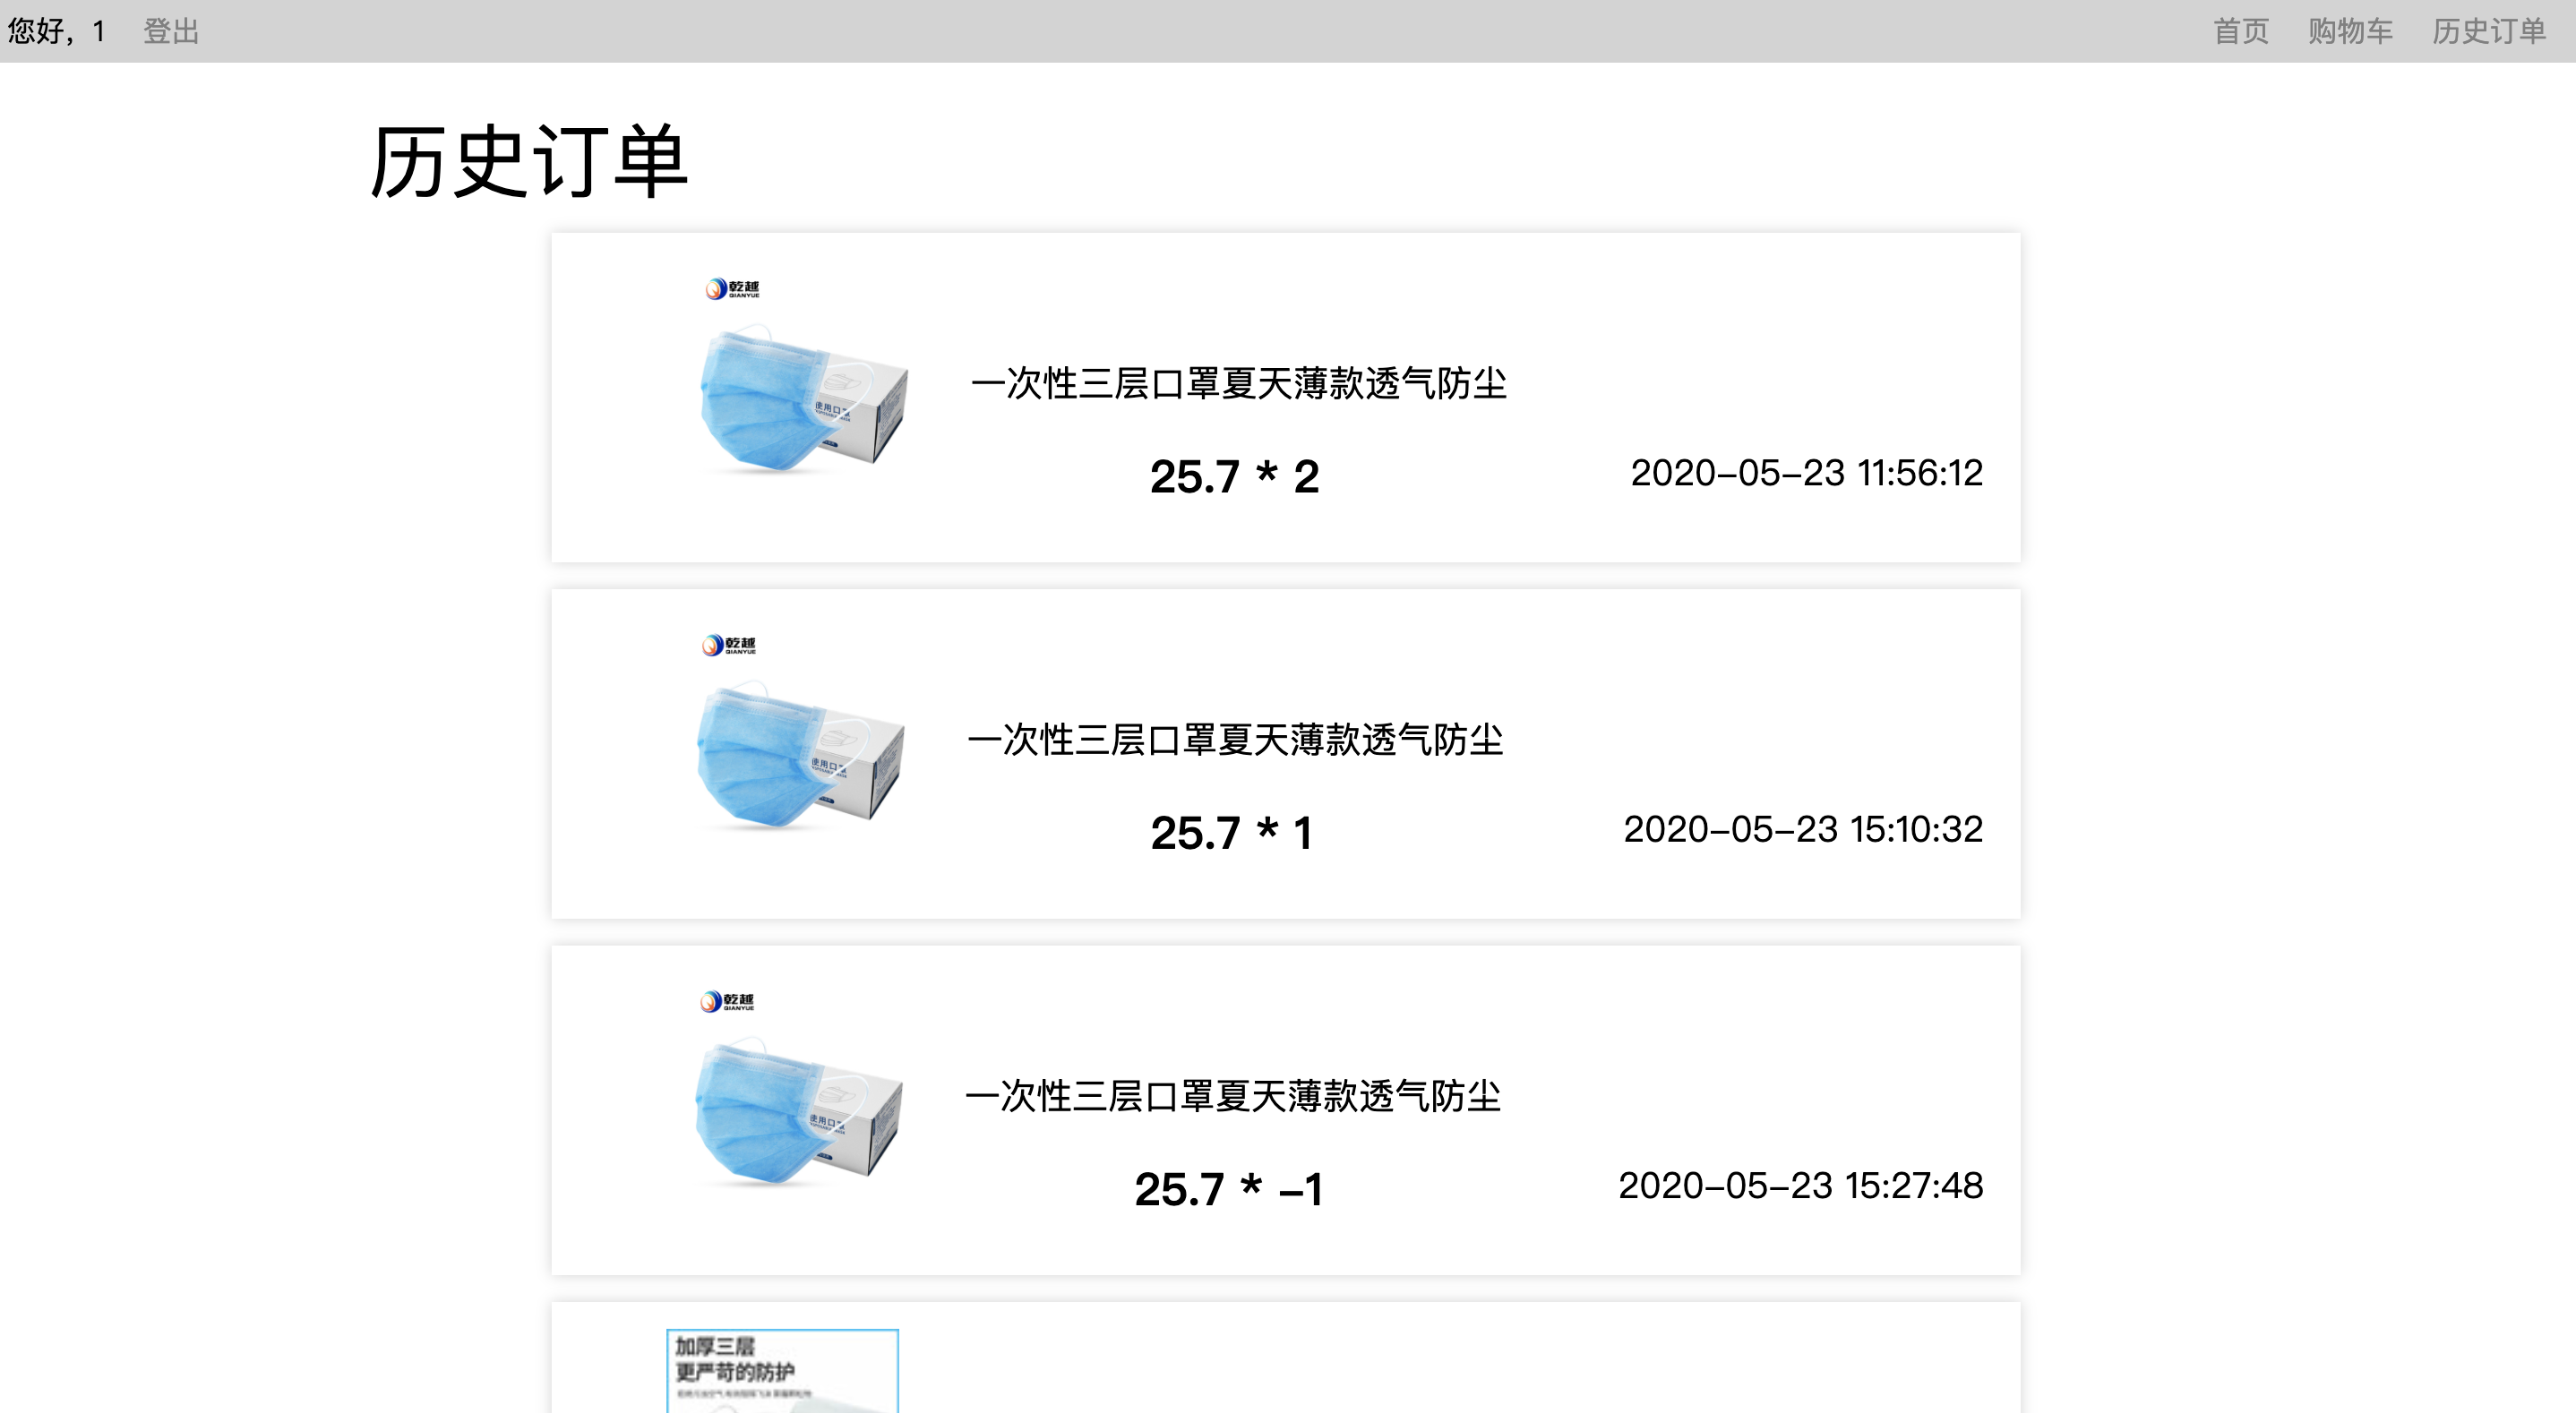 您好，1 登出 首页 购物车 历史订单
历史订单
乾越
QIANYUE
使用口罩
一次性三层口罩夏天薄款透气防尘
25.7 * 2 2020-05-23 11:56:12
乾越
QIANYUE
使用口罩
一次性三层口罩夏天薄款透气防尘
25.7 * 1 2020-05-23 15:10:32
乾越
QIANYUE
使用口罩
一次性三层口罩夏天薄款透气防尘
25.7 * -1 2020-05-23 15:27:48
加厚三层
更严苛的防护